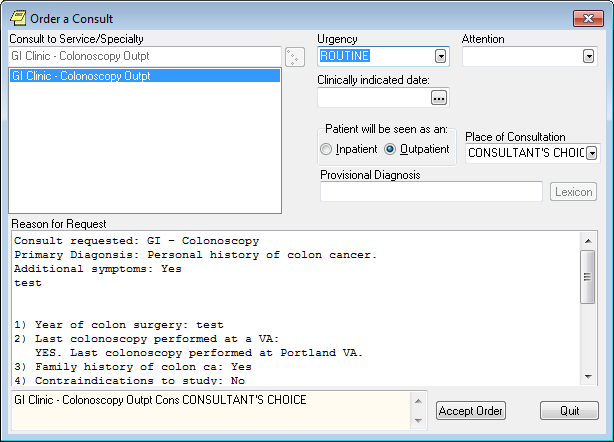 Order a Consult
Consult to Service/Specialty
Urgency
Attention
GI Clinic - Colonoscopy Outpt
ROUTINE
GI Clinic - Colonoscopy Outpt
Clinically indicated date:
...
Patient will be seen as an:
Place of Consultation
Inpatient
Outpatient
CONSULTANT'S CHOIC
Provisional Diagnosis
Lexicon
Reason for Request
Consult requested: GI - Colonoscopy
Primary Diagonsis: Personal history of colon cancer.
Additional symptoms: Yes
test
1) Year of colon surgery: test
2) Last colonoscopy performed at a VA:
YES. Last colonoscopy performed at Portland VA.
3) Family history of colon ca: Yes
4) Contraindications to study: No
GI Clinic - Colonoscopy Outpt Cons CONSULTANT'S CHOICE
Accept Order
Quit